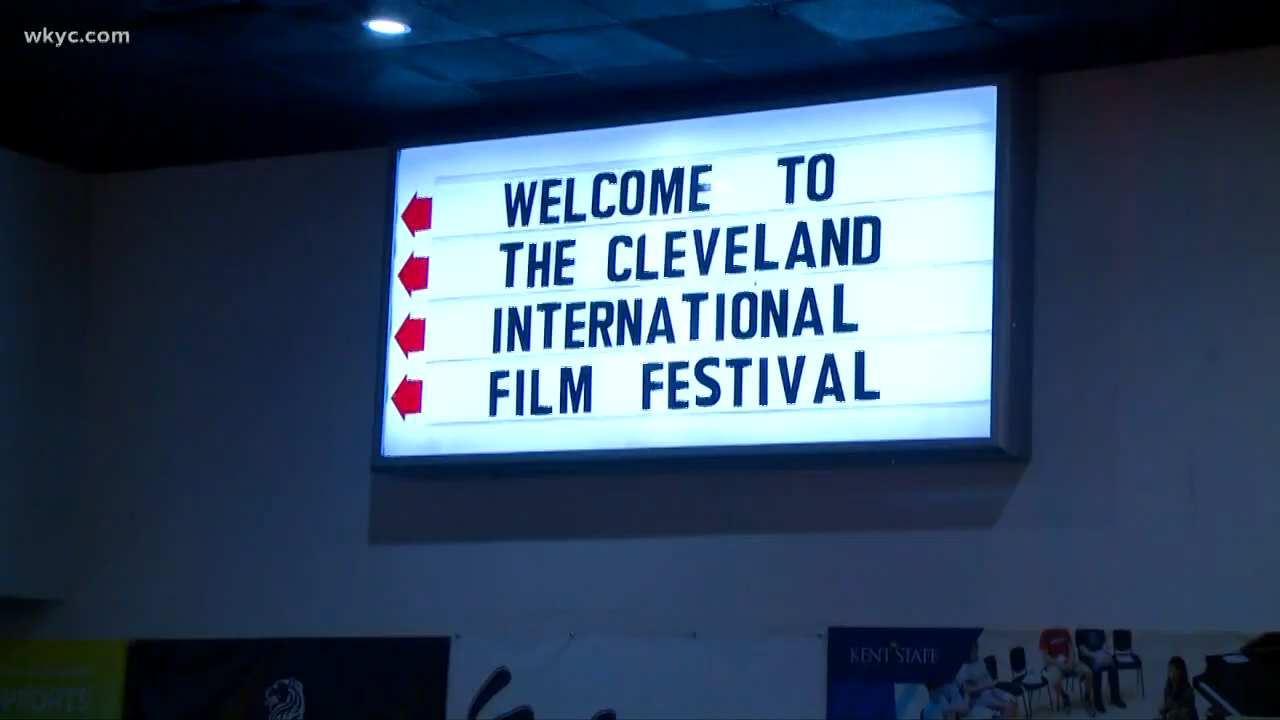 wkyc.com
WELCOME TO
THE CLEVELAND
INTERNATIONAL
FILM FESTIVAL
KENT STATE